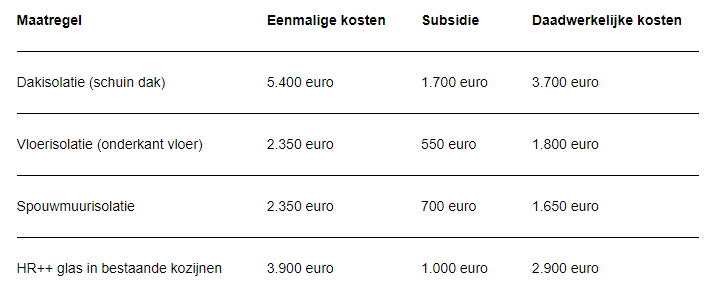 Maatregel Eenmalige kosten Subsidie Daadwerkelijke kosten
Dakisolatie (schuin dak) 5.400 euro 1.700 euro 3.700 euro
Vloerisolatie (onderkant vloer) 2.350 euro 550 euro 1.800 euro
Spouwmuurisolatie 2.350 euro 700 euro 1.650 euro
HR++ glas in bestaande kozijnen 3.900 euro 1.000 euro 2.900 euro